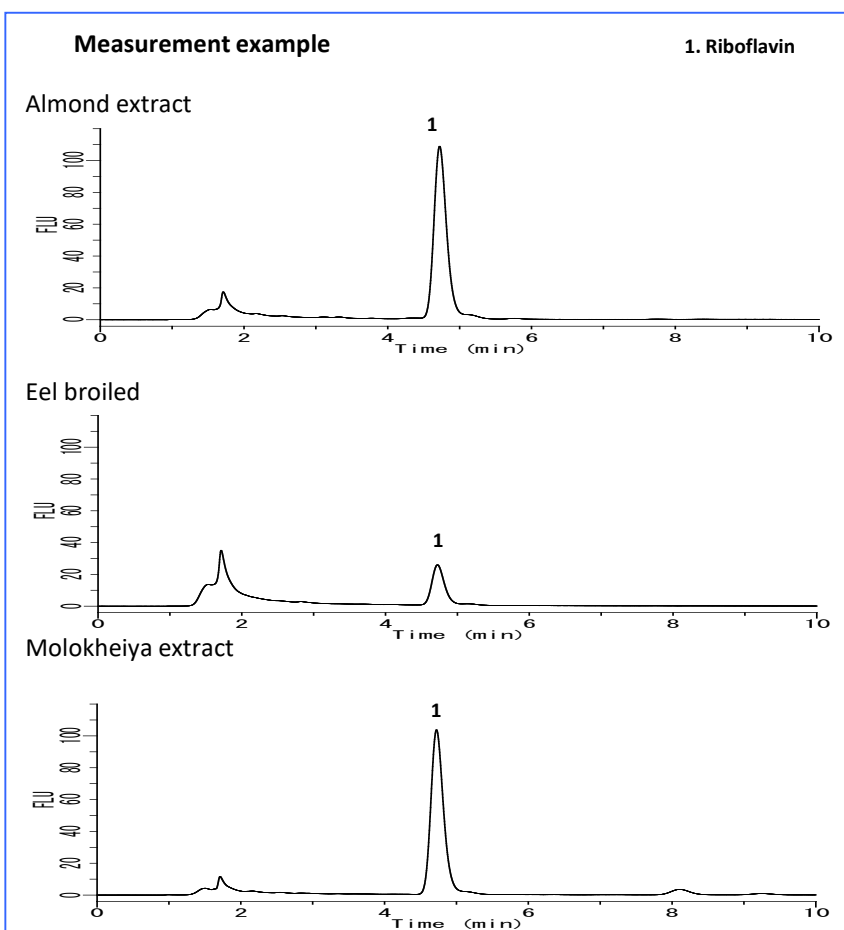 Measurement example
1. Riboflavin
Almond extract
1
FLU
100
80
60
40
20
0
0 2 4 6 8 10
Time (min)
Eel broiled
1
FLU
100
80
60
40
20
0
0 2 4 6 8 10
Time (min)
Molokheiya extract
1
FLU
100
80
60
40
20
0
0 2 4 6 8 10
Time (min)